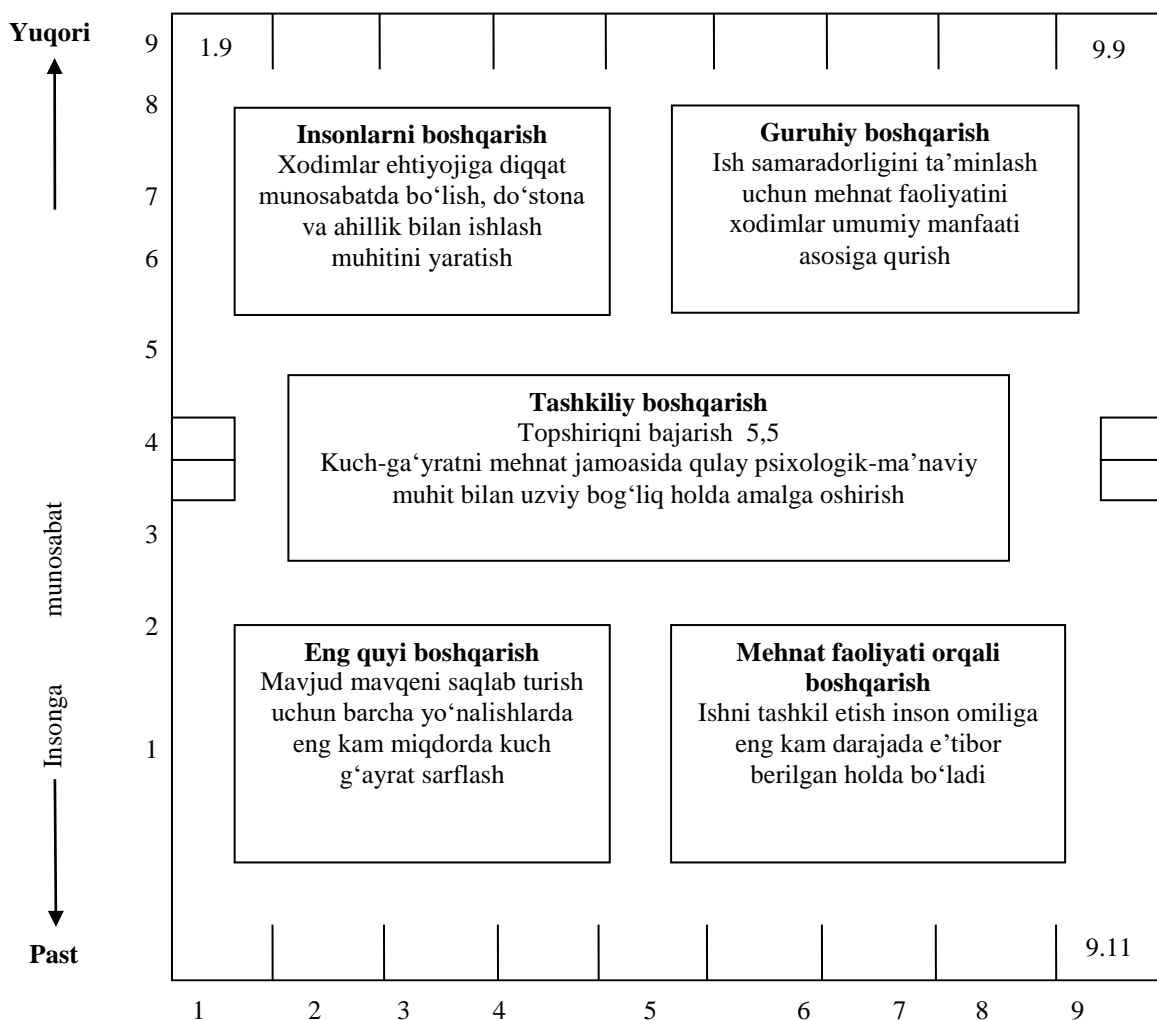 Yuqori
9
1.9
9.9
8
Insonlarni boshqarish
Xodimlar ehtiyojiga diqqat
munosabatda bo‘lish, do‘stona
va ahillik bilan ishlash
muhitini yaratish
Guruhiy boshqarish
Ish samaradorligini ta’minlash
uchun mehnat faoliyatini
xodimlar umumiy manfaati
asosiga qurish
7
6
5
Tashkiliy boshqarish
Topshiriqni bajarish 5,5
Kuch-ga‘yratni mehnat jamoasida qulay psixologik-ma’naviy
muhit bilan uzviy bog‘liq holda amalga oshirish
4
3
Insonga munosabat
2
Eng quyi boshqarish
Mavjud mavqeni saqlab turish
uchun barcha yo‘nalishlarda
eng kam miqdorda kuch
g‘ayrat sarflash
Mehnat faoliyati orqali
boshqarish
Ishni tashkil etish inson omiliga
eng kam darajada e’tibor
berilgan holda bo‘ladi
1
Past
9.11
1 2 3 4 5 6 7 8 9